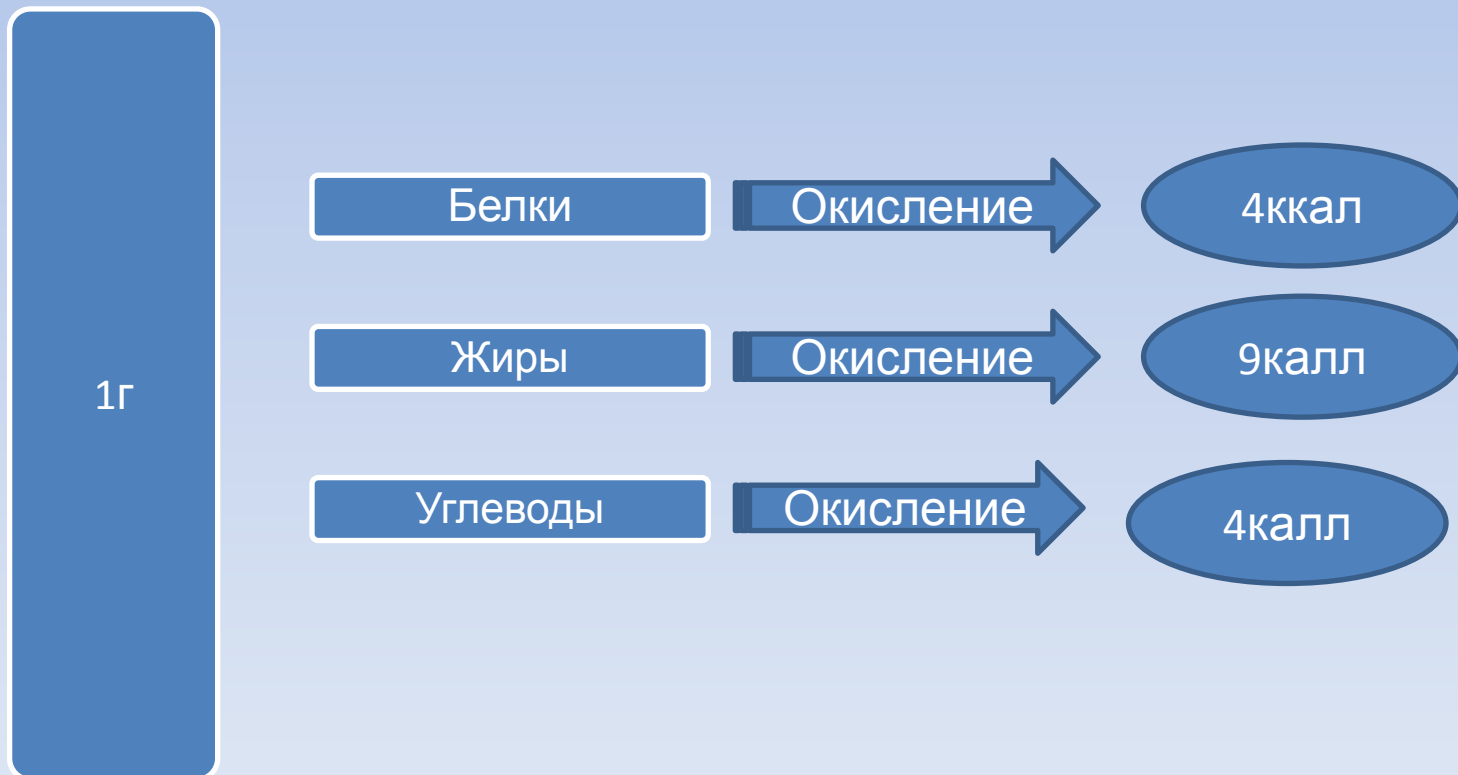 1г
Белки
Окисление
4ккал
Жиры
Окисление
9калл
Углеводы
Окисление
4калл